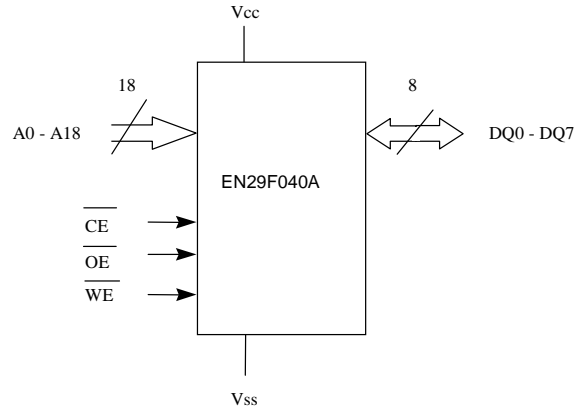 Vcc
18
8
A0 - A18
DQ0 - DQ7
EN29F040A
CE
OE
WE
Vss